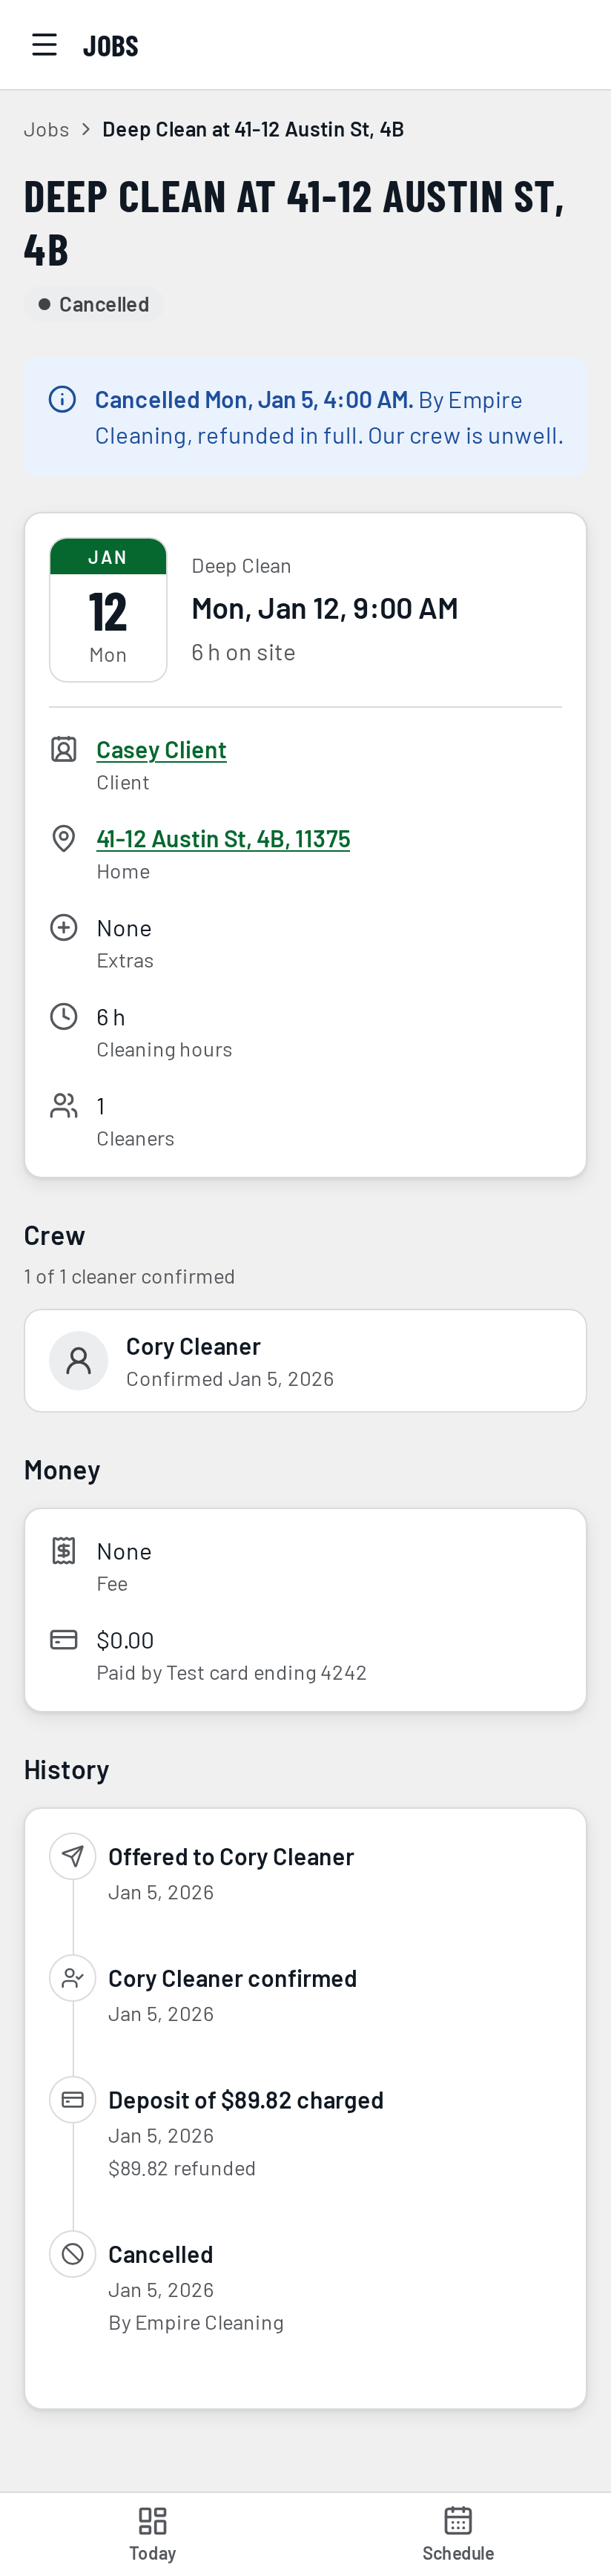 JOBS
Jobs > Deep Clean at 41-12 Austin St, 4B
DEEP CLEAN AT 41-12 AUSTIN ST,
4B
Cancelled
Cancelled Mon, Jan 5, 4:00 AM. By Empire
Cleaning, refunded in full. Our crew is unwell.
JAN
12
Mon
Deep Clean
Mon, Jan 12, 9:00 AM
6 h on site
Casey Client
Client
41-12 Austin St, 4B, 11375
Home
None
Extras
6 h
Cleaning hours
1
Cleaners
Crew
1 of 1 cleaner confirmed
Cory Cleaner
Confirmed Jan 5, 2026
Money
None
Fee
$0.00
Paid by Test card ending 4242
History
Offered to Cory Cleaner
Jan 5, 2026
Cory Cleaner confirmed
Jan 5, 2026
Deposit of $89.82 charged
Jan 5, 2026
$89.82 refunded
Cancelled
Jan 5, 2026
By Empire Cleaning
Today
Schedule